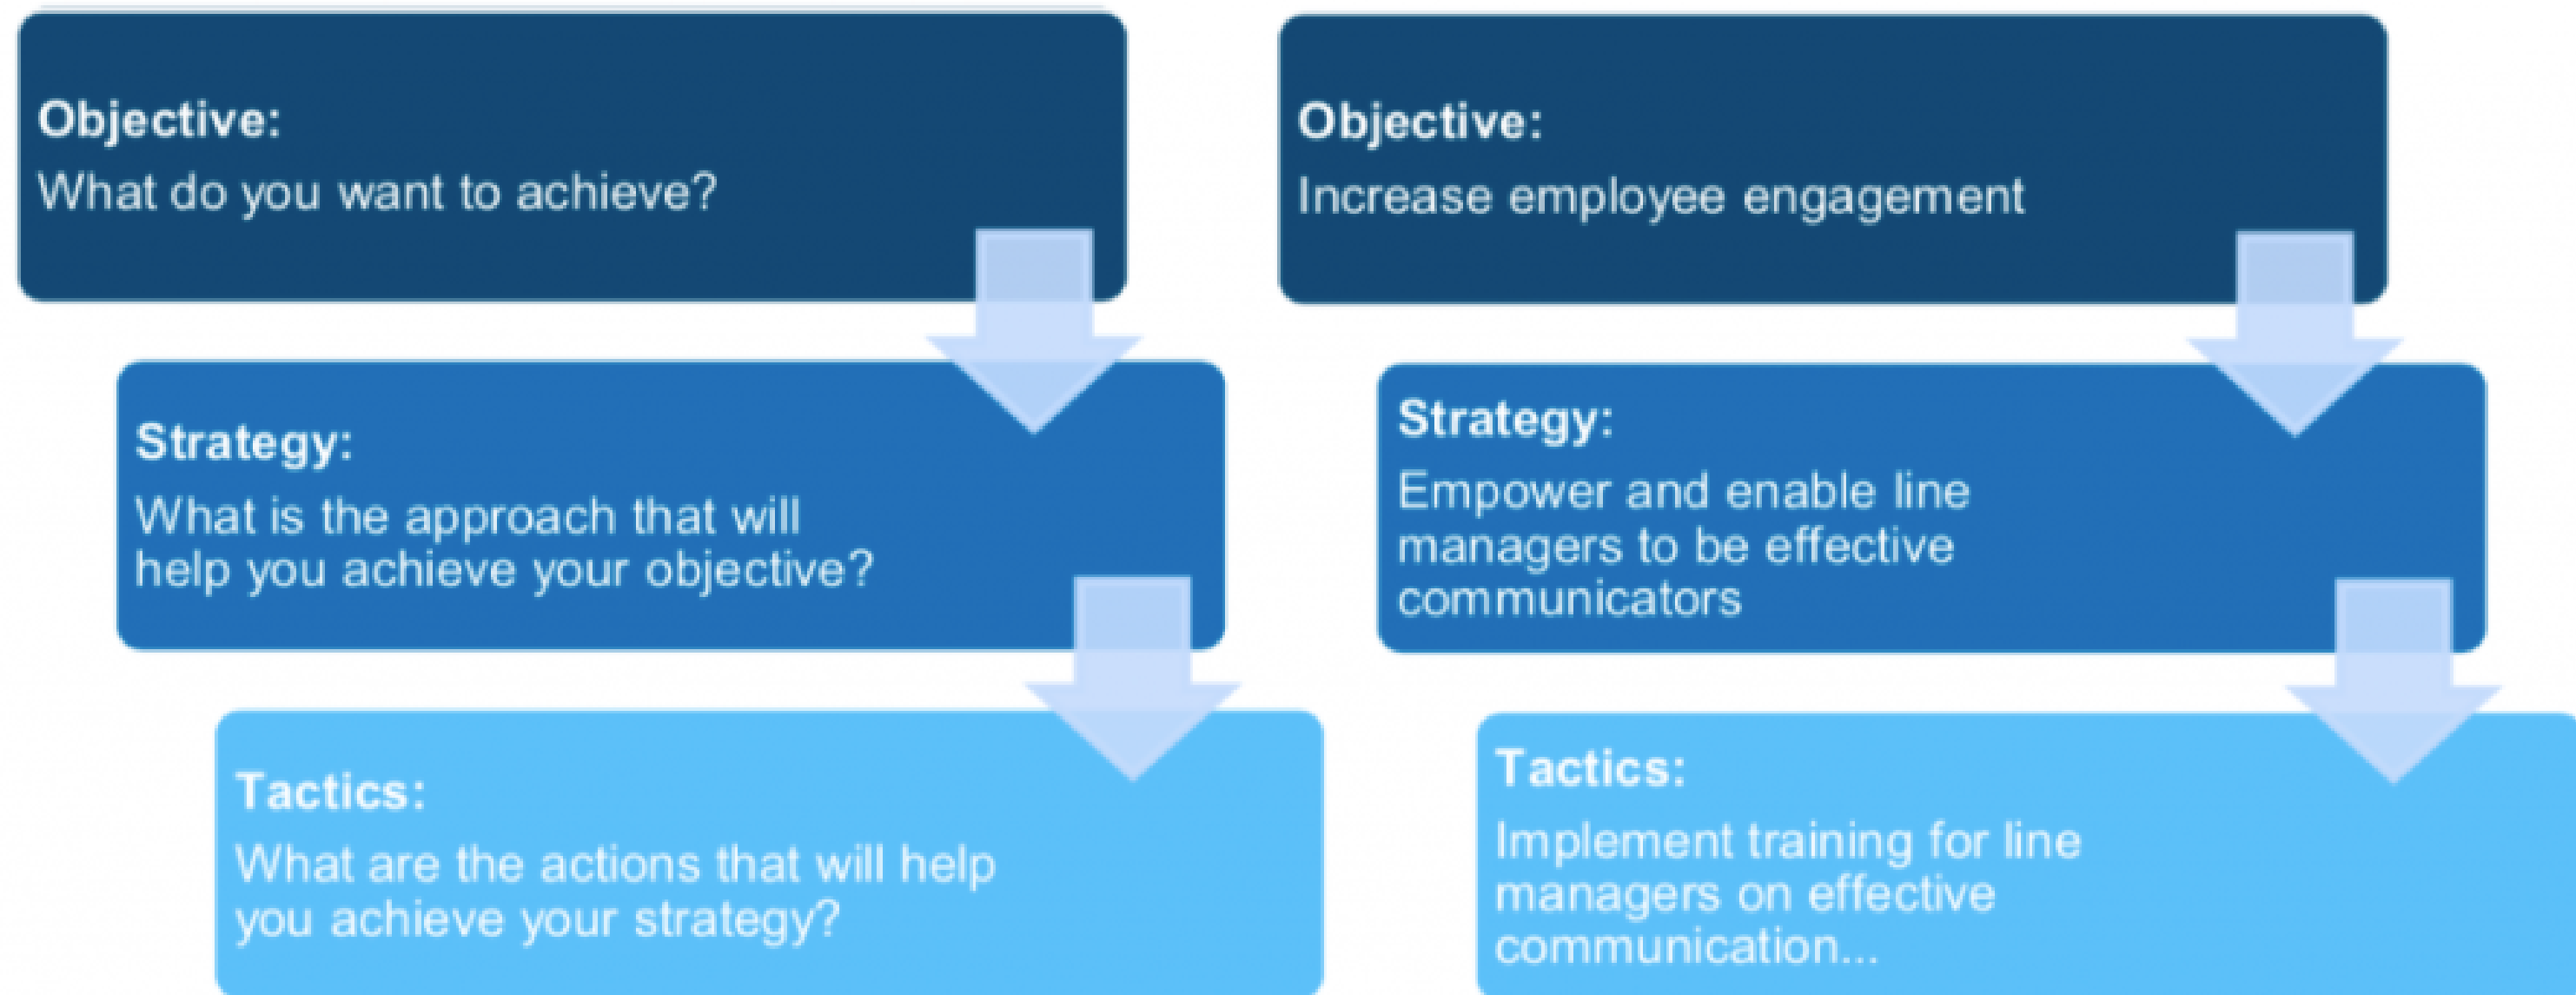 Objective:
What do you want to achieve?
Strategy:
What is the approach that will
help you achieve your objective?
Tactics:
What are the actions that will help
you achieve your strategy?
Objective:
Increase employee engagement
Strategy:
Empower and enable line
managers to be effective
communicators
Tactics:
Implement training for line
managers on effective
communication...